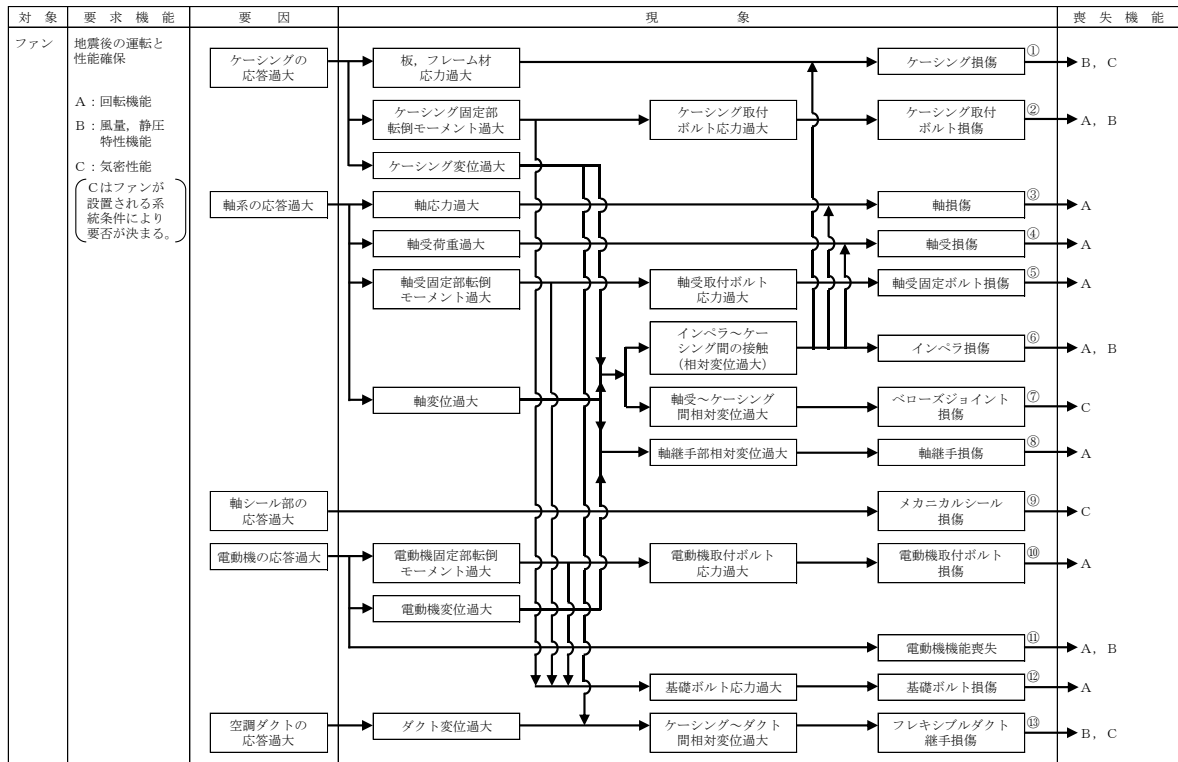 対　象
要　求　機　能
要　　因
現　　　　象
喪　失　機　能
ファン
地震後の運転と
性能確保
A：回転機能
B：風量，静圧
特性機能
C：気密性能
Cはファンが
設置される系
統条件により
要否が決まる。
ケーシングの
応答過大
板，フレーム材
応力過大
ケーシング損傷
①
B，C
ケーシング固定部
転倒モーメント過大
ケーシング取付
ボルト応力過大
ケーシング取付
ボルト損傷
②
A，B
ケーシング変位過大
軸系の応答過大
軸応力過大
軸損傷
③
A
軸受荷重過大
軸受損傷
④
A
軸受固定部転倒
モーメント過大
軸受取付ボルト
応力過大
軸受固定ボルト損傷
⑤
A
インペラ～ケー
シング間の接触
(相対変位過大)
インペラ損傷
⑥
A，B
軸変位過大
軸受～ケーシング
間相対変位過大
ベローズジョイント
損傷
⑦
C
軸継手部相対変位過大
軸継手損傷
⑧
A
軸シール部の
応答過大
メカニカルシール
損傷
⑨
C
電動機の応答過大
電動機固定部転倒
モーメント過大
電動機取付ボルト
応力過大
電動機取付ボルト
損傷
⑩
A
電動機変位過大
電動機機能喪失
⑪
A，B
基礎ボルト応力過大
基礎ボルト損傷
⑫
A
空調ダクトの
応答過大
ダクト変位過大
ケーシング～ダクト
間相対変位過大
フレキシブルダクト
継手損傷
⑬
B，C